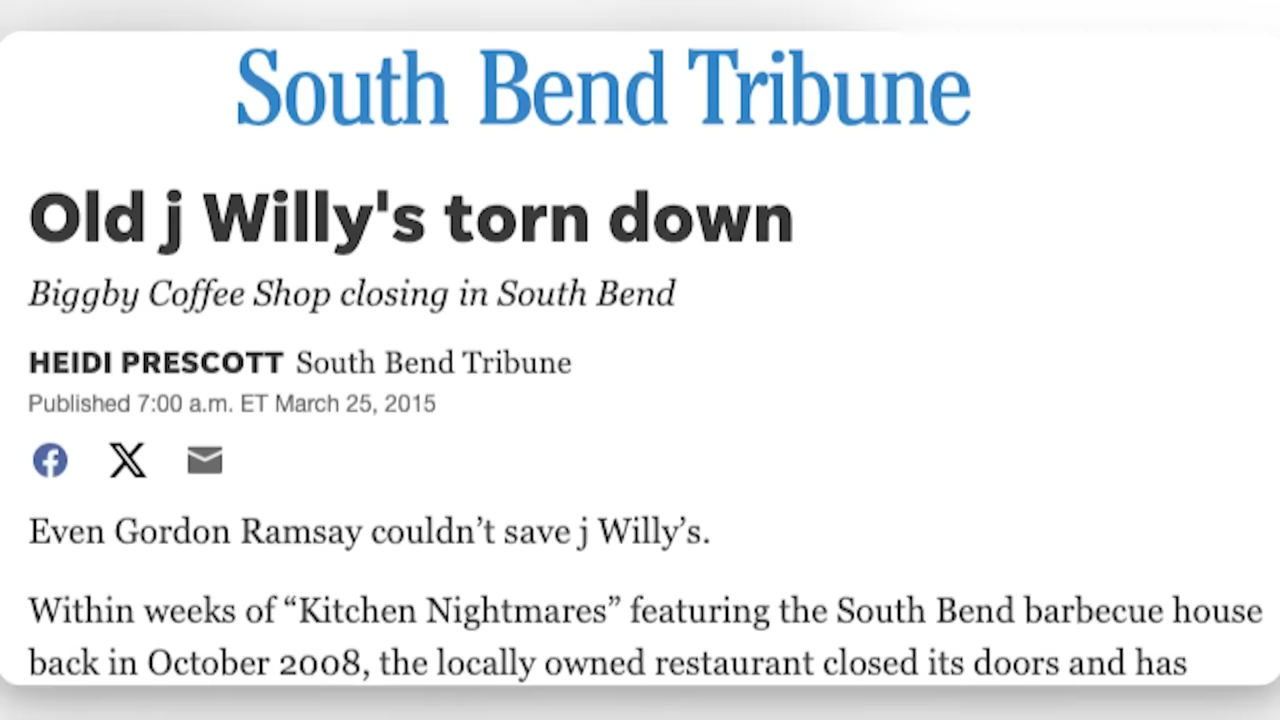 South Bend Tribune
Old j Willy's torn down
Biggby Coffee Shop closing in South Bend
HEIDI PRESCOTT South Bend Tribune
Published 7:00 a.m. ET March 25, 2015
Even Gordon Ramsay couldn’t save j Willy’s.
Within weeks of “Kitchen Nightmares” featuring the South Bend barbecue house
back in October 2008, the locally owned restaurant closed its doors and has